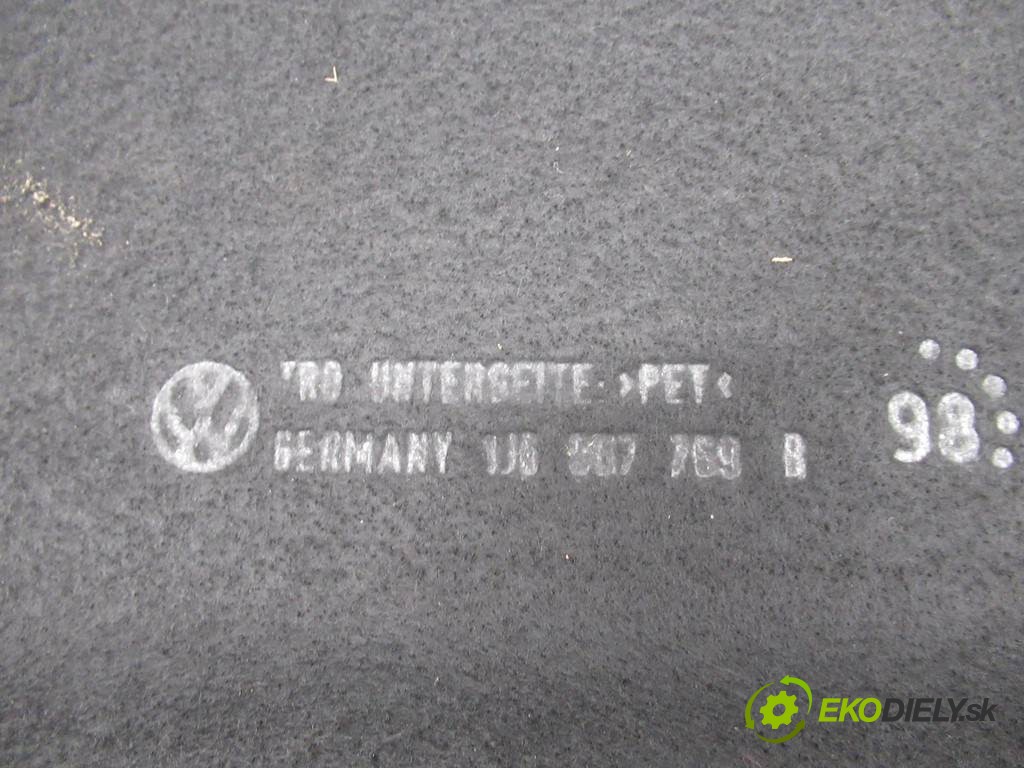 UNTERSEITE >PET<
GERMANY 1J6 867 769 B
98
EKODIELY.sk